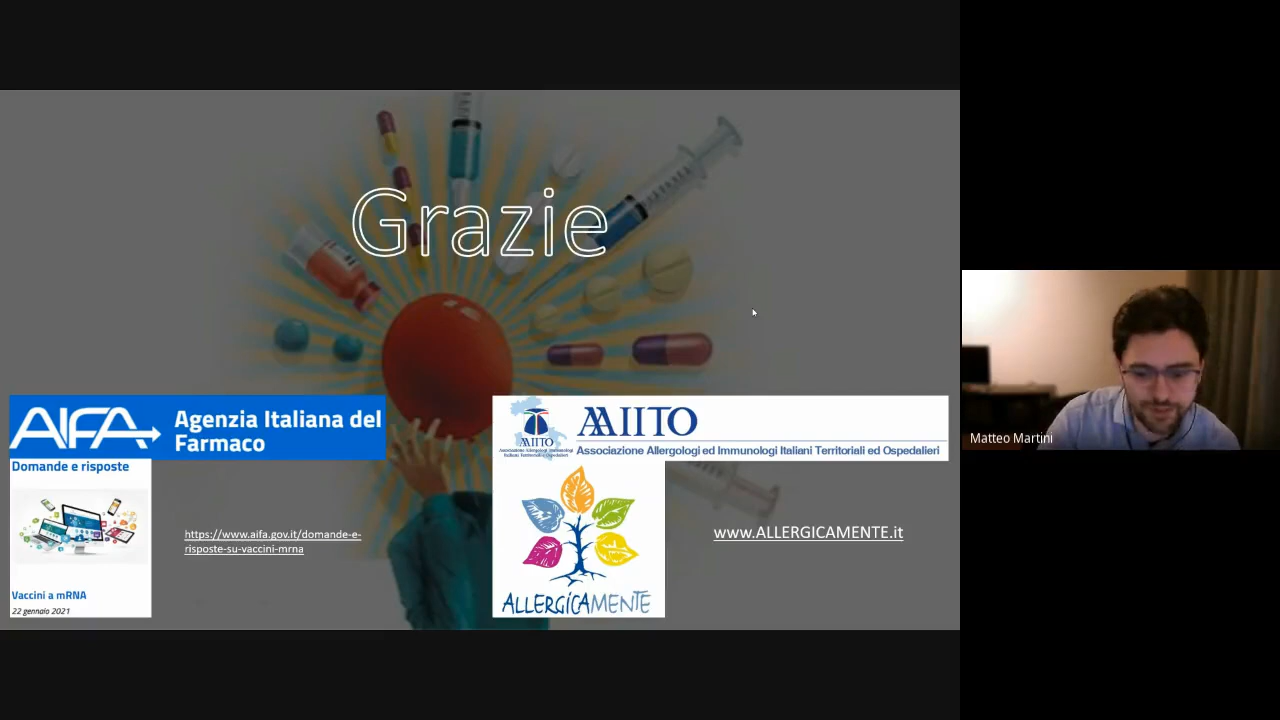 Grazie
AIFA
Agenzia Italiana del
Farmaco
Domande e risposte
https://www.aifa.gov.it/domande-e-
risposte-su-vaccini-mrna
Vaccini a mRNA
22 gennaio 2021
AAIITO
AAIITO
Associazione Allergologi ed Immunologi Italiani Territoriali ed Ospedalieri
www.ALLERGICAMENTE.it
ALLERGICAMENTE
Matteo Martini